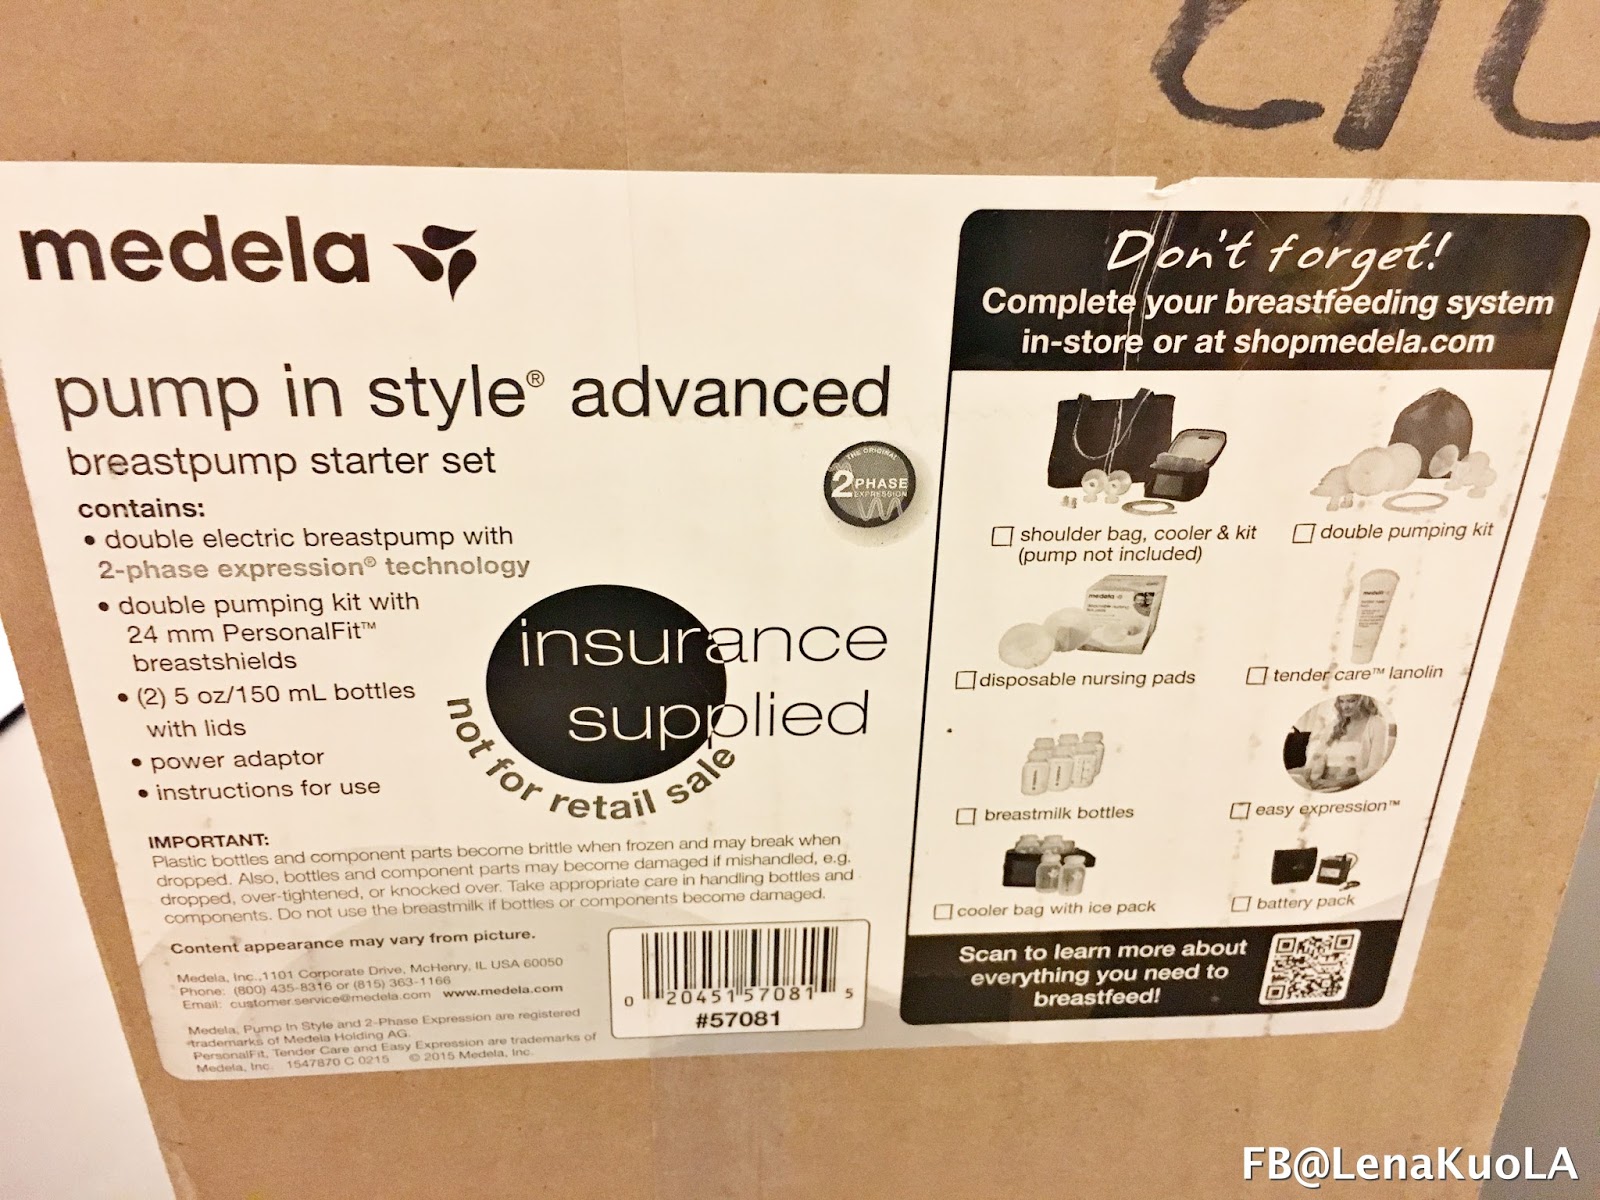 medela
pump in style® advanced
breastpump starter set
contains:
• double electric breastpump with
2-phase expression® technology
• double pumping kit with
24 mm PersonalFit™
breastshields
• (2) 5 oz/150 mL bottles
with lids
• power adaptor
• instructions for use
THE ORIGINAL
2 PHASE
EXPRESSION
insurance
supplied
not for retail sale
IMPORTANT:
Plastic bottles and component parts become brittle when frozen and may break when
dropped. Also, bottles and component parts may become damaged if mishandled, e.g.
dropped, over-tightened, or knocked over. Take appropriate care in handling bottles and
components. Do not use the breastmilk if bottles or components become damaged.
Content appearance may vary from picture.
Medela, Inc.,1101 Corporate Drive, McHenry, IL USA 60050
Phone: (800) 435-8316 or (815) 363-1166
Email: customer.service@medela.com www.medela.com
Medela, Pump In Style and 2-Phase Expression are registered
trademarks of Medela Holding AG.
PersonalFit, Tender Care and Easy Expression are trademarks of
Medela, Inc. 1547870 C 0215 © 2015 Medela, Inc.
0 20451 57081 5
#57081
Don't forget!
Complete your breastfeeding system
in-store or at shopmedela.com
shoulder bag, cooler & kit
(pump not included)
double pumping kit
medela
disposable nursing pads
medela
tender care™ lanolin
breastmilk bottles
easy expression™
cooler bag with ice pack
battery pack
Scan to learn more about
everything you need to
breastfeed!
FB@LenaKuoLA